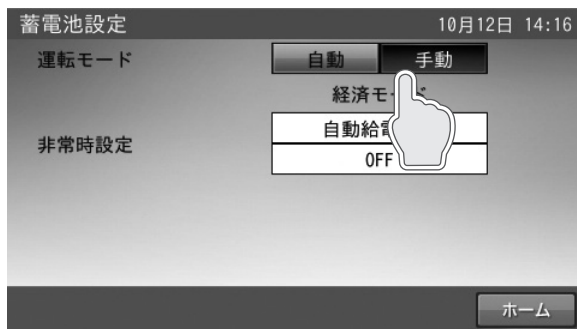 蓄電池設定 10月12日 14:16
運転モード 自動 手動
経済モ
非常時設定 自動給
OFF
ホーム